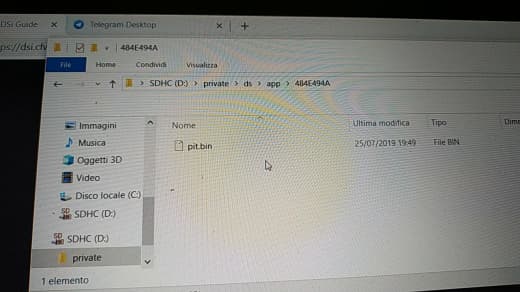 DSi Guide × Telegram Desktop × +
ps://dsi.cfw
484E494A
File Home Condividi Visualizza
SDHC (D:) > private > ds > app > 484E494A
Nome Ultima modifica Tipo
pit.bin 25/07/2019 19:49 File BIN
Immagini
Musica
Oggetti 3D
Video
Disco locale (C:)
SDHC (D:)
SDHC (D:)
private
1 elemento